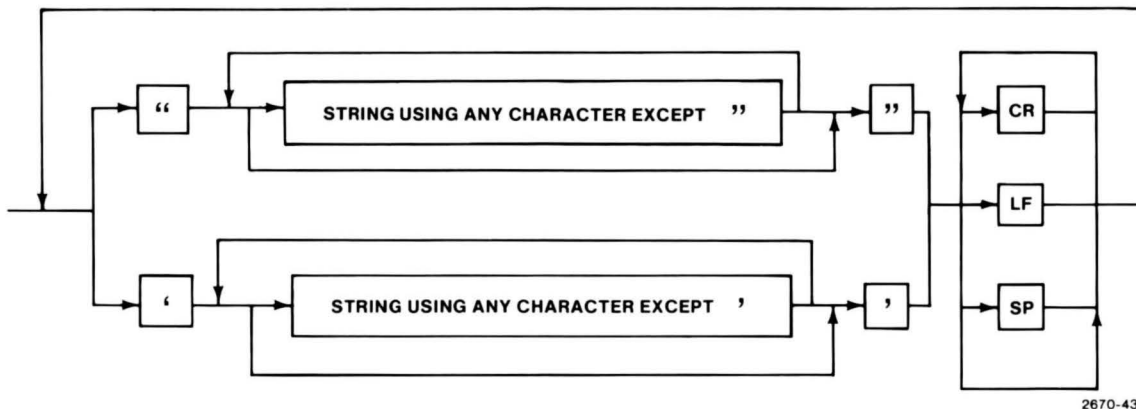 “ STRING USING ANY CHARACTER EXCEPT ” ” CR
LF
‘ STRING USING ANY CHARACTER EXCEPT ’ ’ SP
2670-43